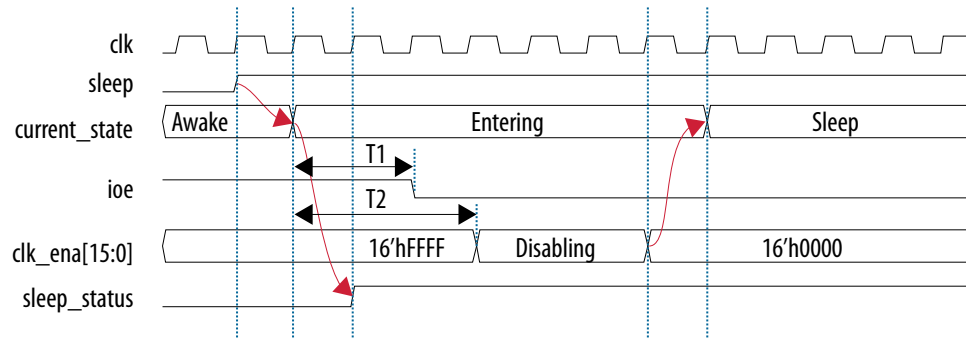 clk
sleep
current_state Awake Entering Sleep
T1
ioe
T2
clk_ena[15:0] 16’hFFFF Disabling 16’h0000
sleep_status